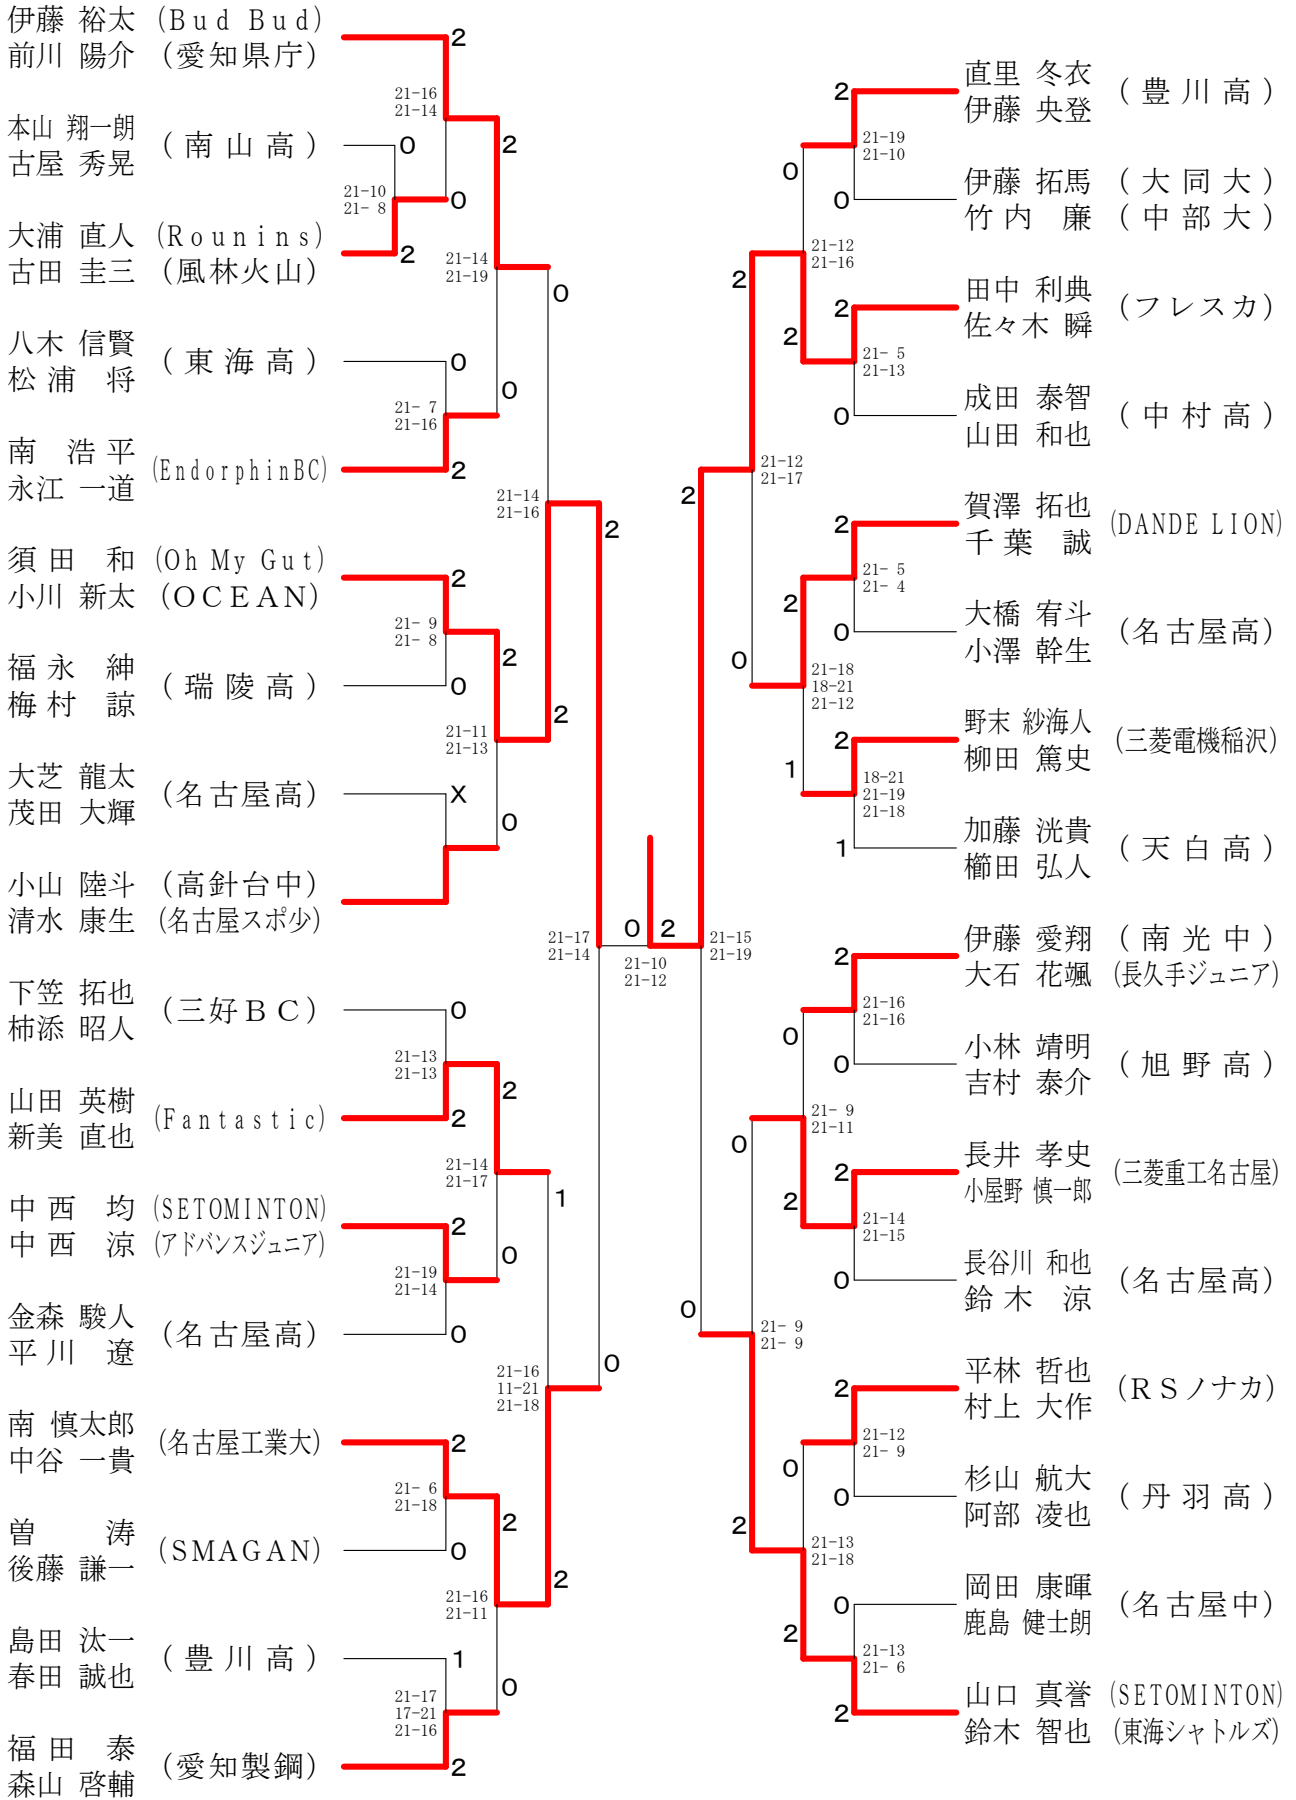 伊藤 裕太 (Bud Bud)
前川 陽介 (愛知県庁)
2
21-16
21-14
本山 翔一朗
古屋 秀晃
(南山高)
0
2
21-10
21- 8
0
大浦 直人 (Rounins)
古田 圭三 (風林火山)
2
21-14
21-19
0
八木 信賢
松浦 将
(東海高)
0
0
21- 7
21-16
南 浩平
永江 一道
(EndorphinBC)
2
21-14
21-16
2
須田 和 (Oh My Gut)
小川 新太 (OCEAN)
2
21- 9
21- 8
2
福永 紳
梅村 諒
(瑞陵高)
0
2
21-11
21-13
大芝 龍太
茂田 大輝
(名古屋高)
X
0
小山 陸斗 (高針台中)
清水 康生 (名古屋スポ少)
21-17
21-14
下笠 拓也
柿添 昭人
(三好BC)
0
21-13
21-13
2
山田 英樹
新美 直也
(Fantastic)
2
21-14
21-17
1
中西 均 (SETOMINTON)
中西 涼 (アドバンスジュニア)
2
0
21-19
21-14
金森 駿人
平川 遼
(名古屋高)
0
0
21-16
11-21
21-18
南 慎太郎
中谷 一貴
(名古屋工業大)
2
21- 6
21-18
2
曽 涛
後藤 謙一
(SMAGAN)
0
2
21-16
21-11
島田 汰一
春田 誠也
(豊川高)
1
0
21-17
17-21
21-16
福田 泰
森山 啓輔
(愛知製鋼)
2
0 2
21-10
21-12
直里 冬衣
伊藤 央登
(豊川高)
2
21-19
21-10
0
伊藤 拓馬 (大同大)
竹内 廉 (中部大)
0
21-12
21-16
2
田中 利典
佐々木 瞬
(フレスカ)
2
2
21- 5
21-13
成田 泰智
山田 和也
(中村高)
0
21-12
21-17
2
賀澤 拓也
千葉 誠
(DANDE LION)
2
21- 5
21- 4
2
大橋 宥斗
小澤 幹生
(名古屋高)
0
0
21-18
18-21
21-12
野末 紗海人
柳田 篤史
(三菱電機稲沢)
2
1
18-21
21-19
21-18
加藤 洸貴
櫛田 弘人
(天白高)
1
21-15
21-19
伊藤 愛翔 (南光中)
大石 花颯 (長久手ジュニア)
2
21-16
21-16
0
小林 靖明
吉村 泰介
(旭野高)
0
21- 9
21-11
0
長井 孝史
小屋野 慎一郎
(三菱重工名古屋)
2
2
21-14
21-15
長谷川 和也
鈴木 涼
(名古屋高)
0
0
21- 9
21- 9
平林 哲也
村上 大作
(RSノナカ)
2
21-12
21- 9
0
杉山 航大
阿部 凌也
(丹羽高)
0
2
21-13
21-18
岡田 康暉
鹿島 健士朗
(名古屋中)
0
2
21-13
21- 6
山口 真誉 (SETOMINTON)
鈴木 智也 (東海シャトルズ)
2